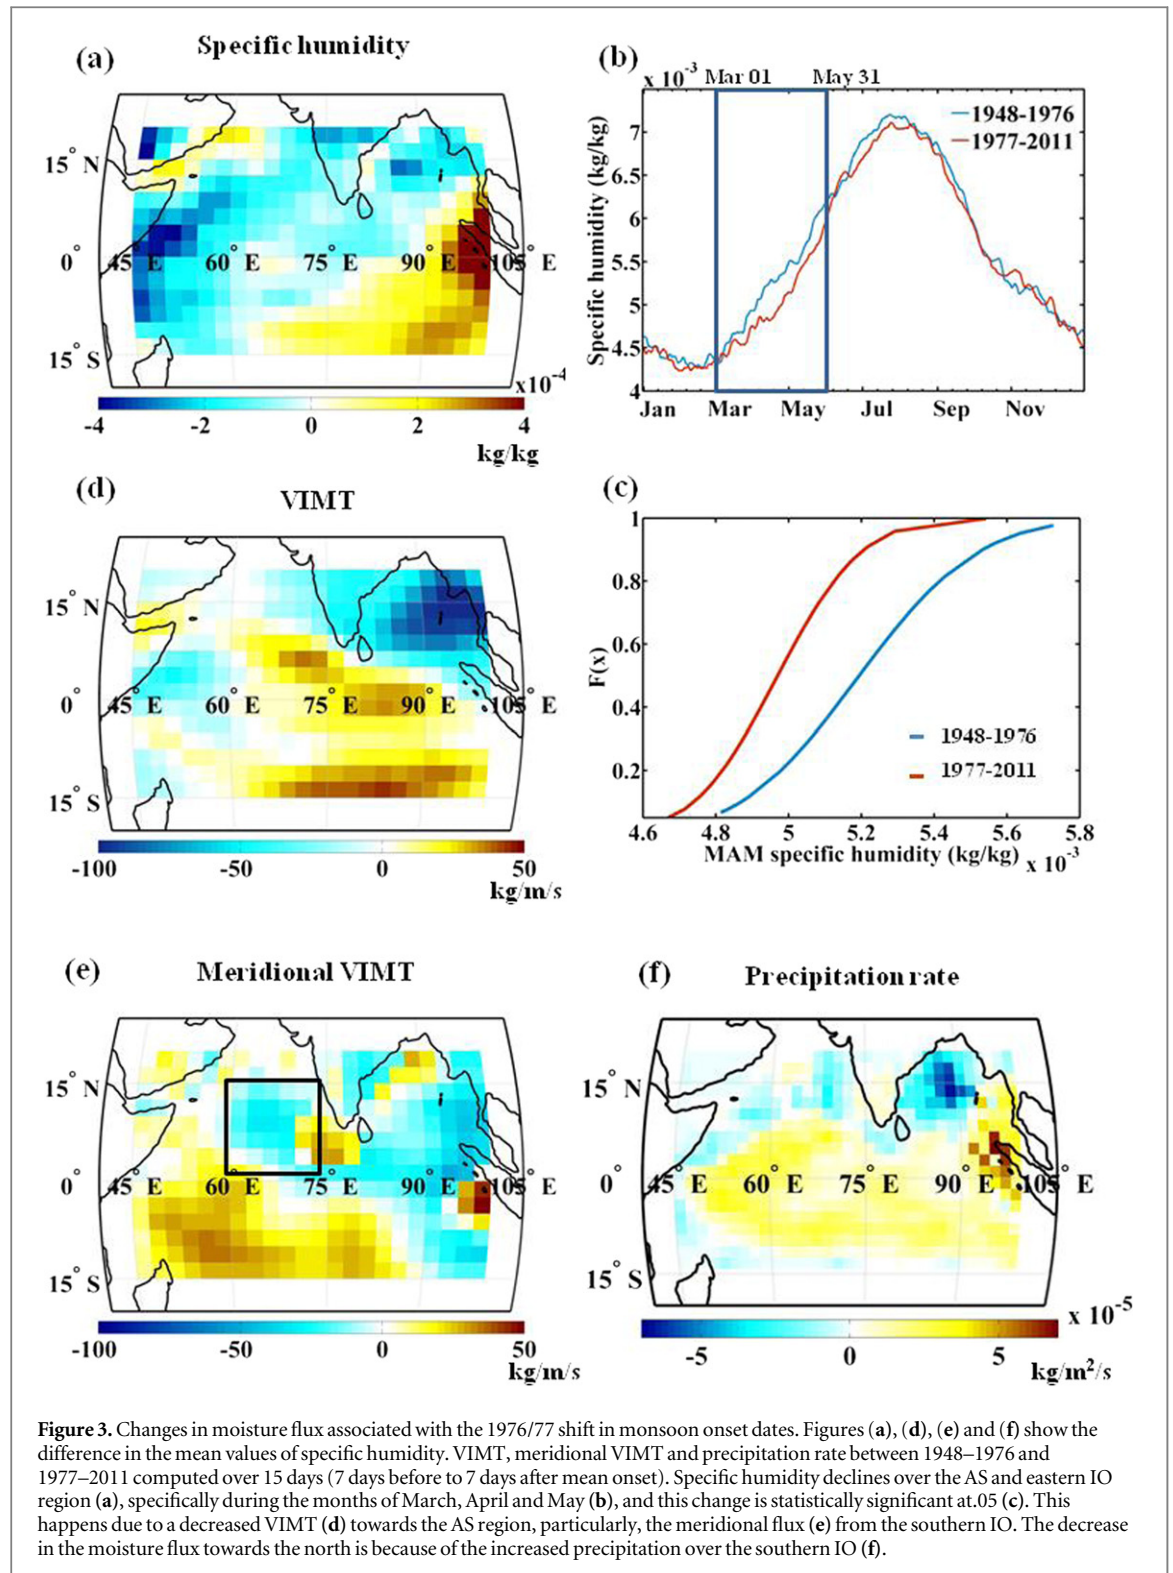 (a)
Specific humidity
15° N
0°
45° E
60° E
75° E
90° E
105° E
15° S
x10⁻⁴
-4
-2
0
2
4
kg/kg
(b)
x 10⁻³
Mar 01
May 31
1948-1976
1977-2011
Specific humidity (kg/kg)
7
6.5
6
5.5
5
4.5
4
Jan
Mar
May
Jul
Sep
Nov
(d)
VIMT
15° N
0°
45° E
60° E
75° E
90° E
105° E
15° S
-100
-50
0
50
kg/m/s
(c)
F(x)
1
0.8
0.6
0.4
0.2
1948-1976
1977-2011
4.6
4.8
5
5.2
5.4
5.6
5.8
MAM specific humidity (kg/kg)
x 10⁻³
(e)
Meridional VIMT
15° N
0°
45° E
60° E
75° E
90° E
105° E
15° S
-100
-50
0
50
kg/m/s
(f)
Precipitation rate
15° N
0°
45° E
60° E
75° E
90° E
105° E
15° S
x 10⁻⁵
-5
0
5
kg/m²/s
Figure 3. Changes in moisture flux associated with the 1976/77 shift in monsoon onset dates. Figures (a), (d), (e) and (f) show the
difference in the mean values of specific humidity. VIMT, meridional VIMT and precipitation rate between 1948–1976 and
1977–2011 computed over 15 days (7 days before to 7 days after mean onset). Specific humidity declines over the AS and eastern IO
region (a), specifically during the months of March, April and May (b), and this change is statistically significant at.05 (c). This
happens due to a decreased VIMT (d) towards the AS region, particularly, the meridional flux (e) from the southern IO. The decrease
in the moisture flux towards the north is because of the increased precipitation over the southern IO (f).